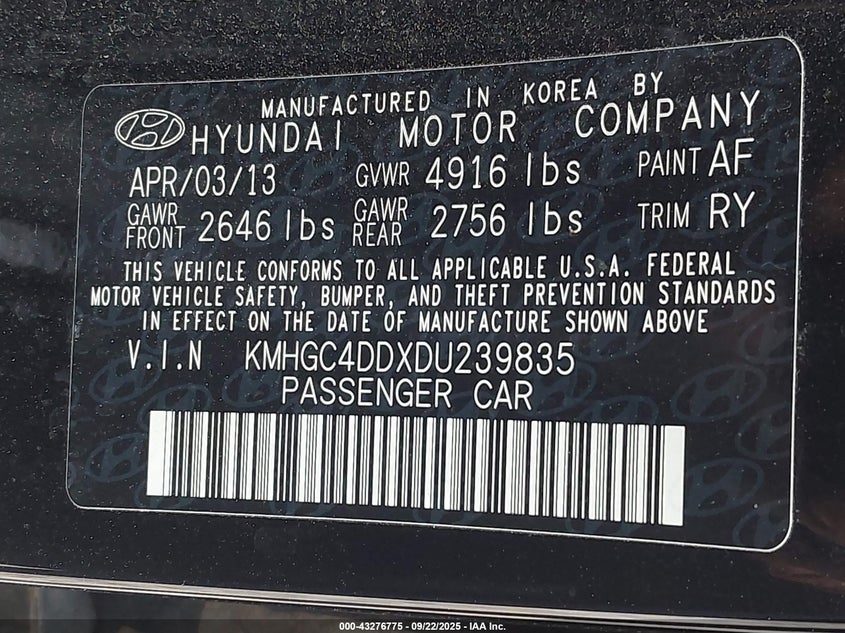 MANUFACTURED IN KOREA BY
HYUNDAI MOTOR COMPANY
APR/03/13 GVWR 4916 lbs PAINT AF
GAWR FRONT 2646 lbs GAWR REAR 2756 lbs TRIM RY
THIS VEHICLE CONFORMS TO ALL APPLICABLE U.S.A. FEDERAL
MOTOR VEHICLE SAFETY, BUMPER, AND THEFT PREVENTION STANDARDS
IN EFFECT ON THE DATE OF MANUFACTURE SHOWN ABOVE
V.I.N KMHGC4DDXDU239835
PASSENGER CAR
000-43276775 - 09/22/2025 - IAA Inc.